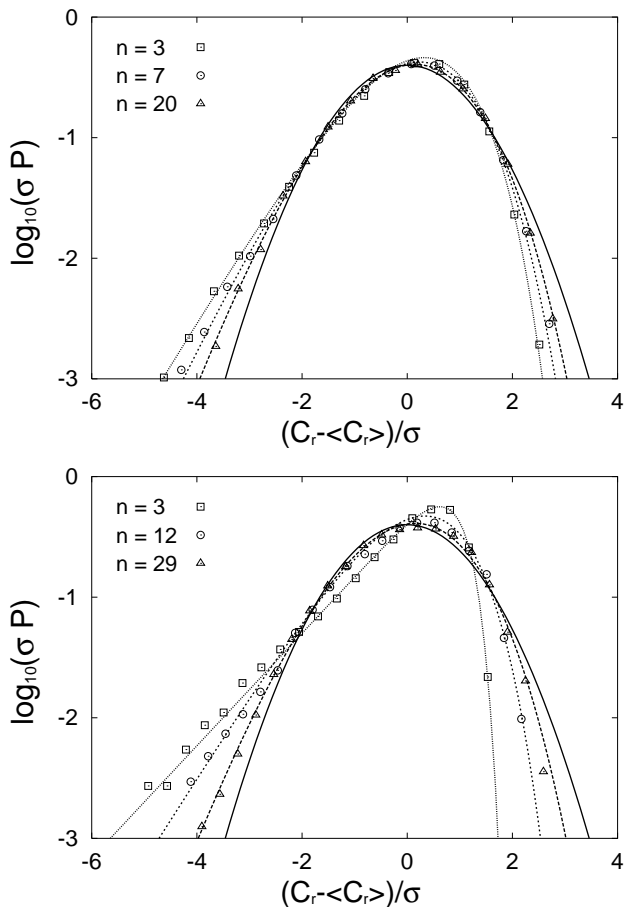 0
n = 3
n = 7
n = 20
-1
log₁₀(σ P)
-2
-3
-6 -4 -2 0 2 4
(Cᵣ-<Cᵣ>)/σ
0
n = 3
n = 12
n = 29
-1
log₁₀(σ P)
-2
-3
-6 -4 -2 0 2 4
(Cᵣ-<Cᵣ>)/σ